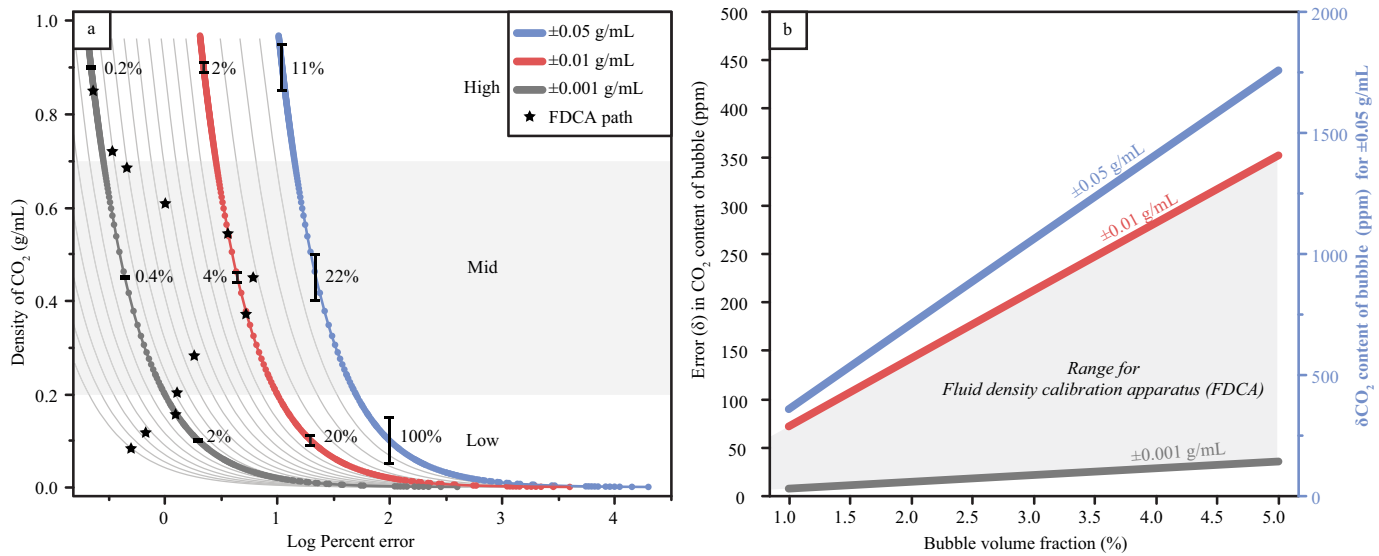 a
1.0
0.8
0.6
0.4
0.2
0.0
Density of CO₂ (g/mL)
0 1 2 3 4
Log Percent error
±0.05 g/mL
±0.01 g/mL
±0.001 g/mL
FDCA path
0.2% 2% 11%
High
0.4% 4% 22%
Mid
2% 20% 100%
Low
b
500
450
400
350
300
250
200
150
100
50
0
Error (δ) in CO₂ content of bubble (ppm)
1.0 1.5 2.0 2.5 3.0 3.5 4.0 4.5 5.0
Bubble volume fraction (%)
±0.05 g/mL
±0.01 g/mL
Range for
Fluid density calibration apparatus (FDCA)
±0.001 g/mL
2000
1500
1000
500
0
δCO₂ content of bubble (ppm) for ±0.05 g/mL